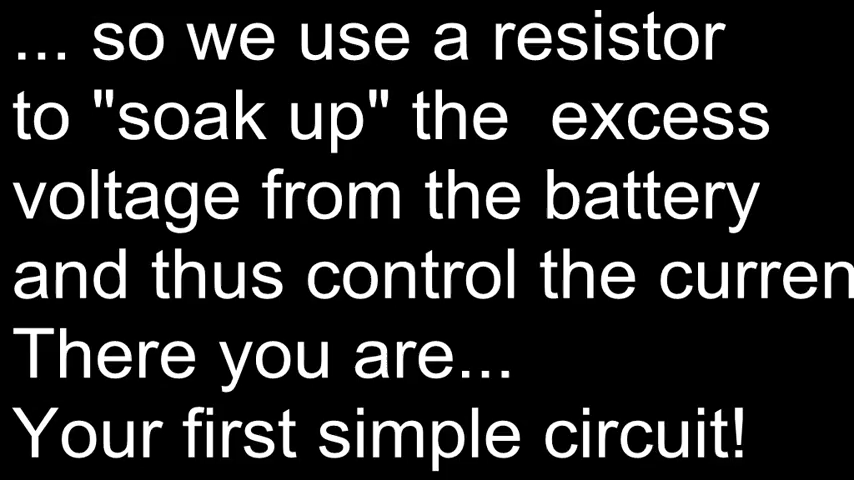 ... so we use a resistor
to "soak up" the  excess
voltage from the battery
and thus control the curren
There you are...
Your first simple circuit!